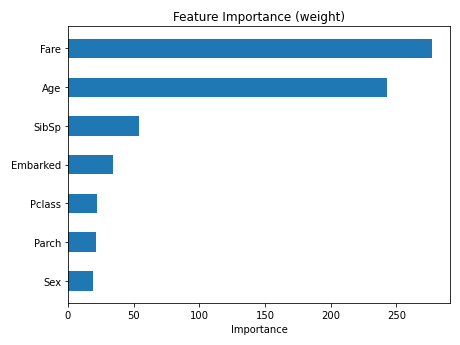 Feature Importance (weight)
Fare
Age
SibSp
Embarked
Pclass
Parch
Sex
0 50 100 150 200 250
Importance